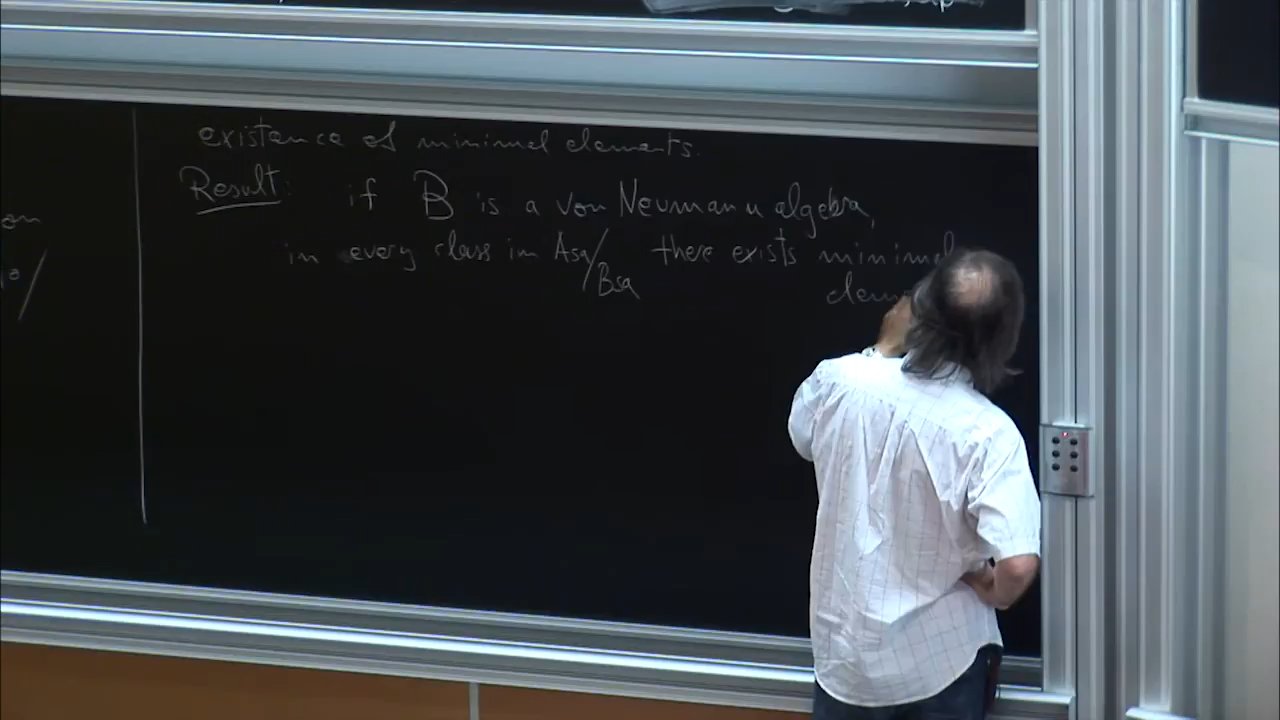 existence of minimal elements.
Result: if B is a von Neumann algebra,
in every class in Asa/Bsa there exists minimal
on